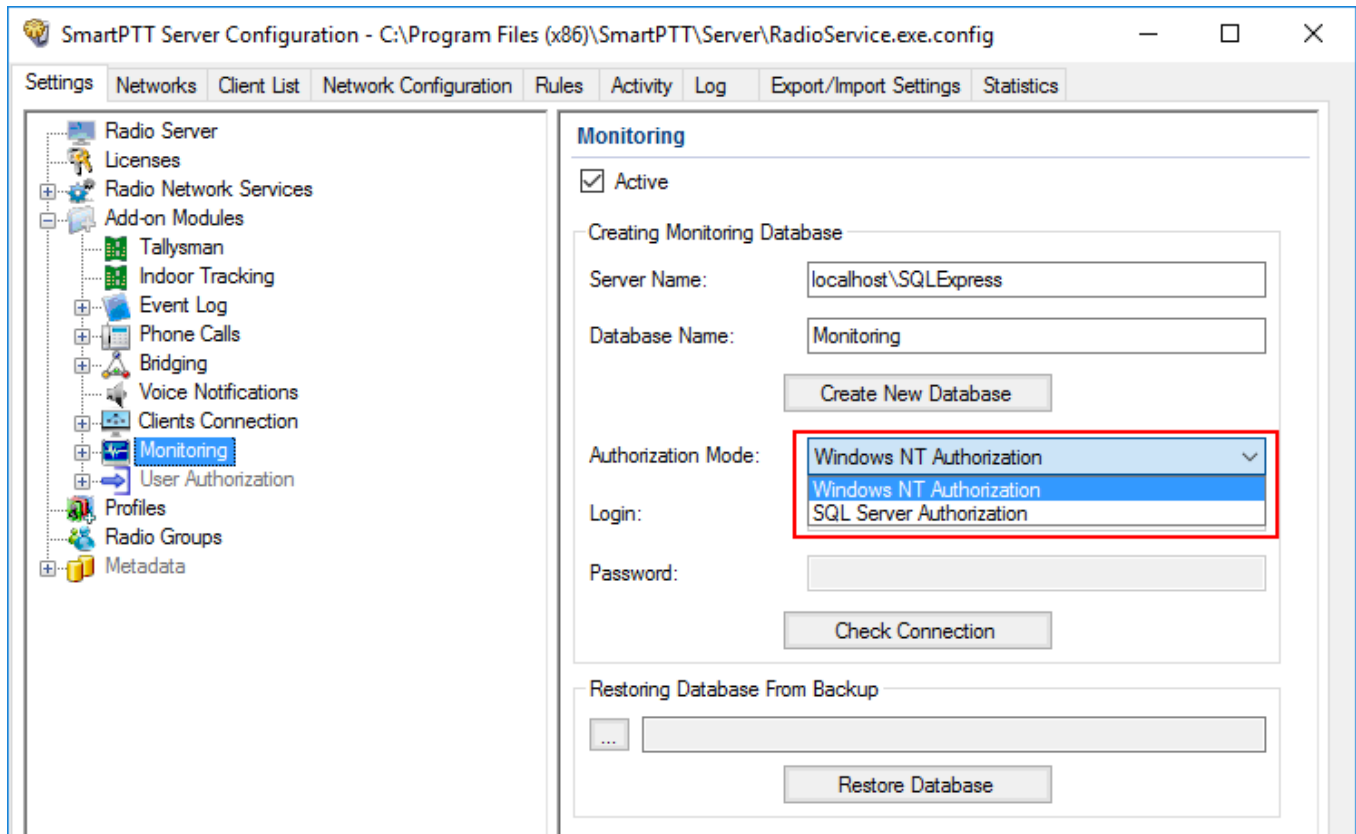 SmartPTT Server Configuration - C:\Program Files (x86)\SmartPTT\Server\RadioService.exe.config
Settings Networks Client List Network Configuration Rules Activity Log Export/Import Settings Statistics
Radio Server
Licenses
Radio Network Services
Add-on Modules
Tallysman
Indoor Tracking
Event Log
Phone Calls
Bridging
Voice Notifications
Clients Connection
Monitoring
User Authorization
Profiles
Radio Groups
Metadata
Monitoring
Active
Creating Monitoring Database
Server Name: localhost\SQLExpress
Database Name: Monitoring
Create New Database
Authorization Mode: Windows NT Authorization
Windows NT Authorization
SQL Server Authorization
Login:
Password:
Check Connection
Restoring Database From Backup
...
Restore Database